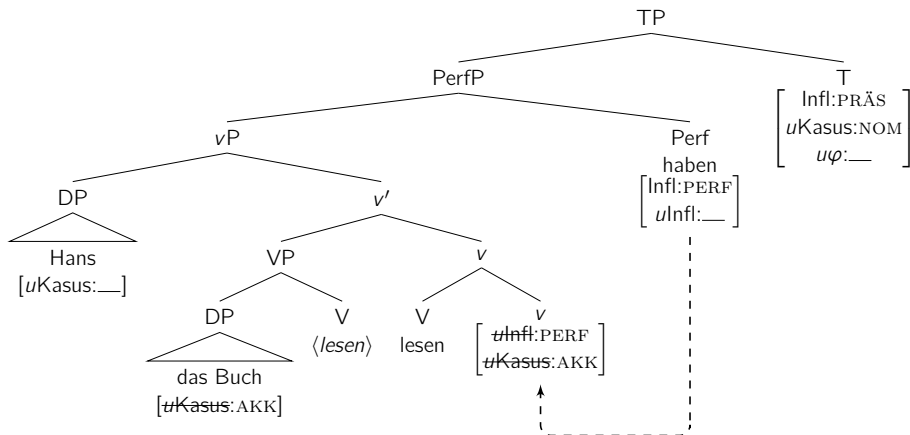 TP
PerfP T
Infl:PRÄS
vP Perf uKasus:NOM
haben uφ:__
DP v′ Infl:PERF
uInfl:__
Hans VP v
[uKasus:__]
DP V V v
⟨lesen⟩ lesen uInfl:PERF
uKasus:AKK
das Buch
[uKasus:AKK]